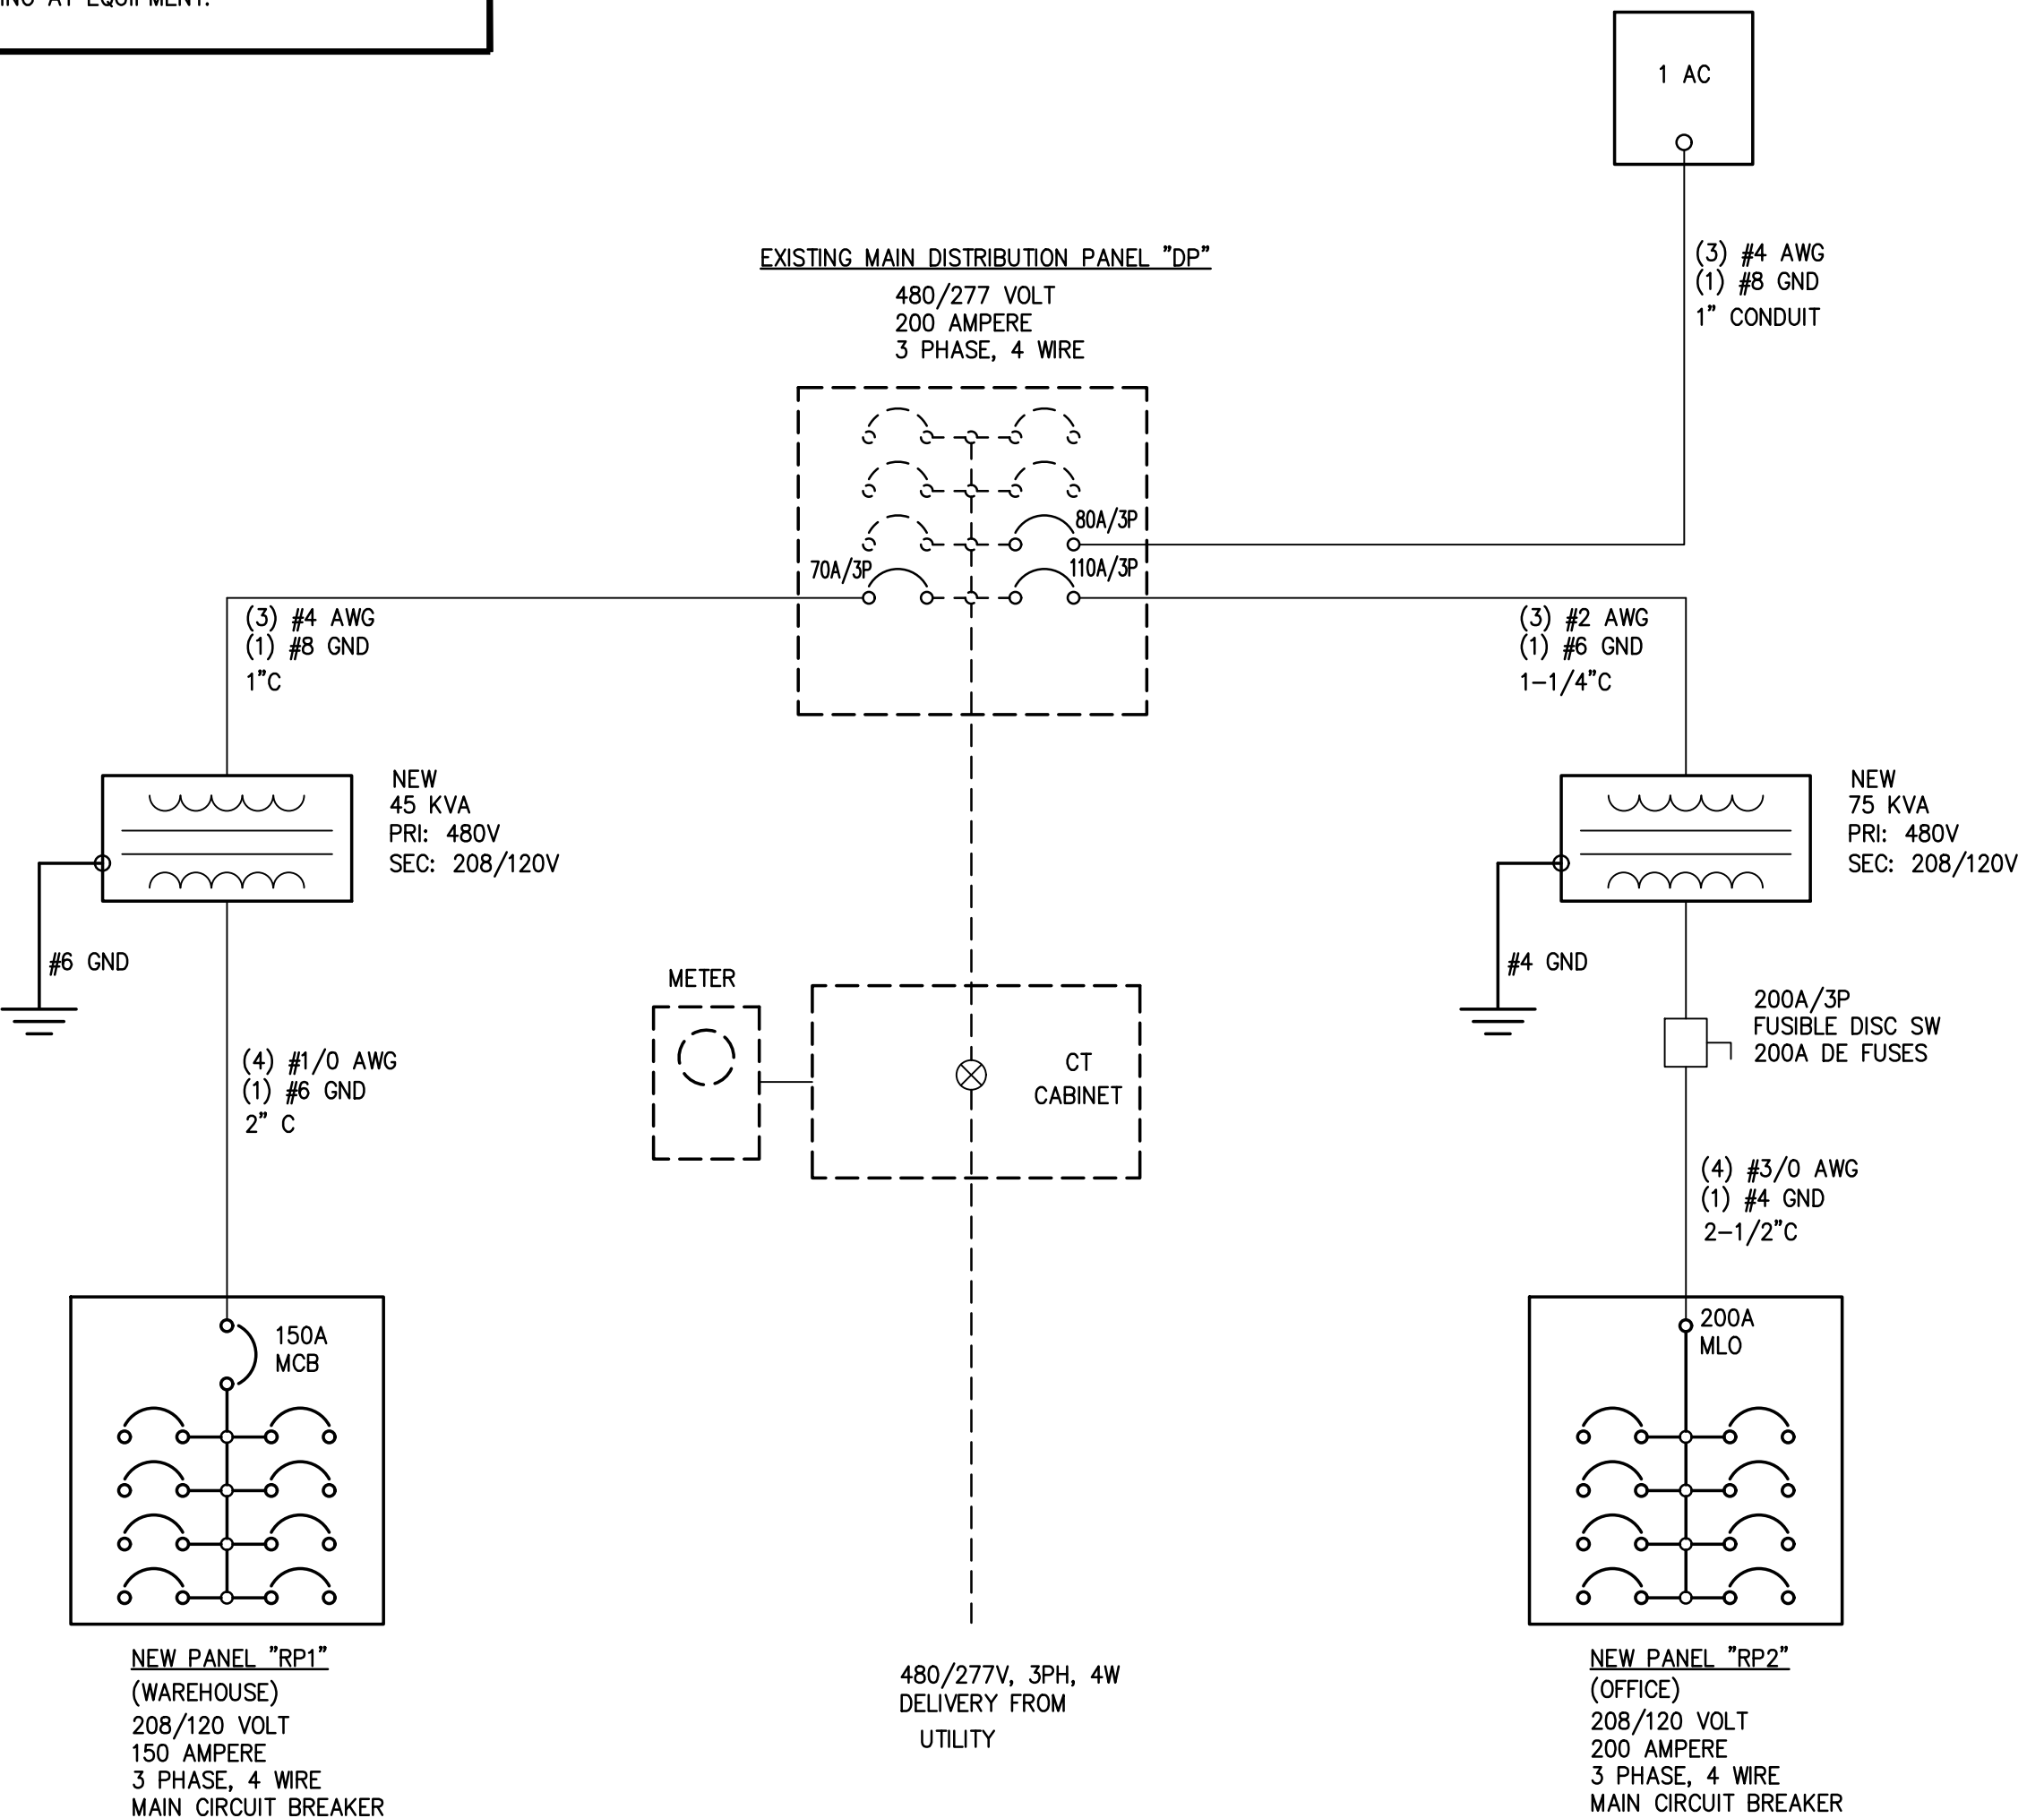 EQUIPMENT.
1 AC
(3) #4 AWG
(1) #8 GND
1” CONDUIT
EXISTING MAIN DISTRIBUTION PANEL ”DP”
480/277 VOLT
200 AMPERE
3 PHASE, 4 WIRE
80A/3P
70A/3P
110A/3P
(3) #4 AWG
(1) #8 GND
1”C
(3) #2 AWG
(1) #6 GND
1-1/4”C
NEW
45 KVA
PRI: 480V
SEC: 208/120V
#6 GND
NEW
75 KVA
PRI: 480V
SEC: 208/120V
#4 GND
METER
CT
CABINET
200A/3P
FUSIBLE DISC SW
200A DE FUSES
(4) #1/0 AWG
(1) #6 GND
2” C
(4) #3/0 AWG
(1) #4 GND
2-1/2”C
150A
MCB
200A
MLO
NEW PANEL ”RP1”
(WAREHOUSE)
208/120 VOLT
150 AMPERE
3 PHASE, 4 WIRE
MAIN CIRCUIT BREAKER
480/277V, 3PH, 4W
DELIVERY FROM
UTILITY
NEW PANEL ”RP2”
(OFFICE)
208/120 VOLT
200 AMPERE
3 PHASE, 4 WIRE
MAIN CIRCUIT BREAKER